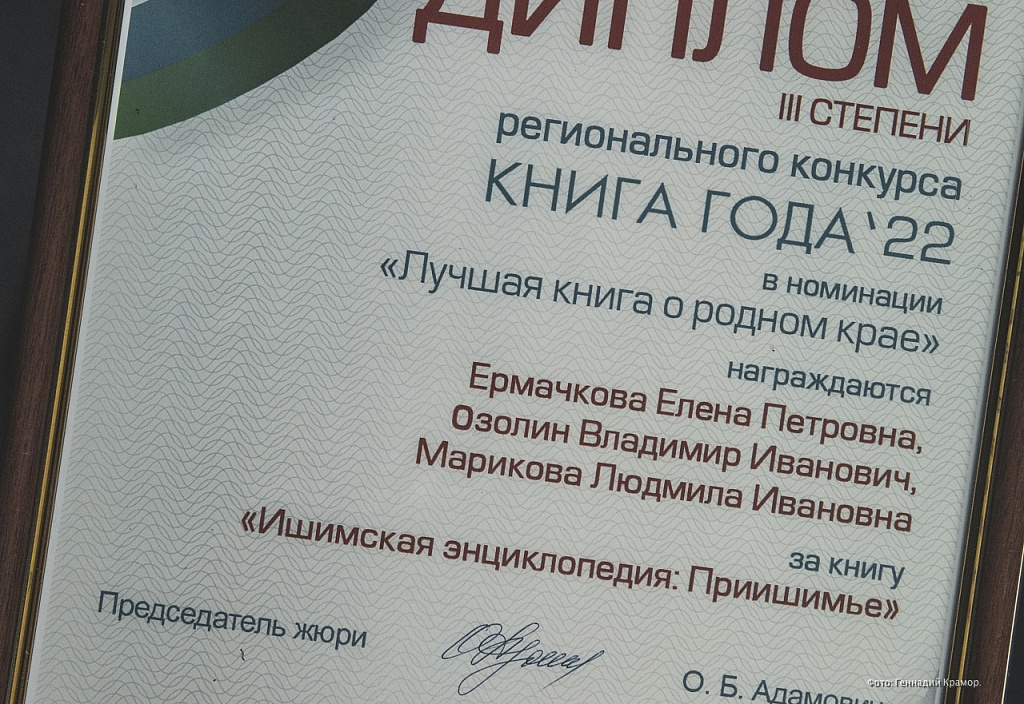 ДИПЛОМ
III СТЕПЕНИ
регионального конкурса
КНИГА ГОДА '22
в номинации
«Лучшая книга о родном крае»
награждаются
Ермачкова Елена Петровна,
Озолин Владимир Иванович,
Марикова Людмила Ивановна
за книгу
«Ишимская энциклопедия: Приишимье»
Председатель жюри
О. Б. Адамович
Фото: Геннадий Крамор.